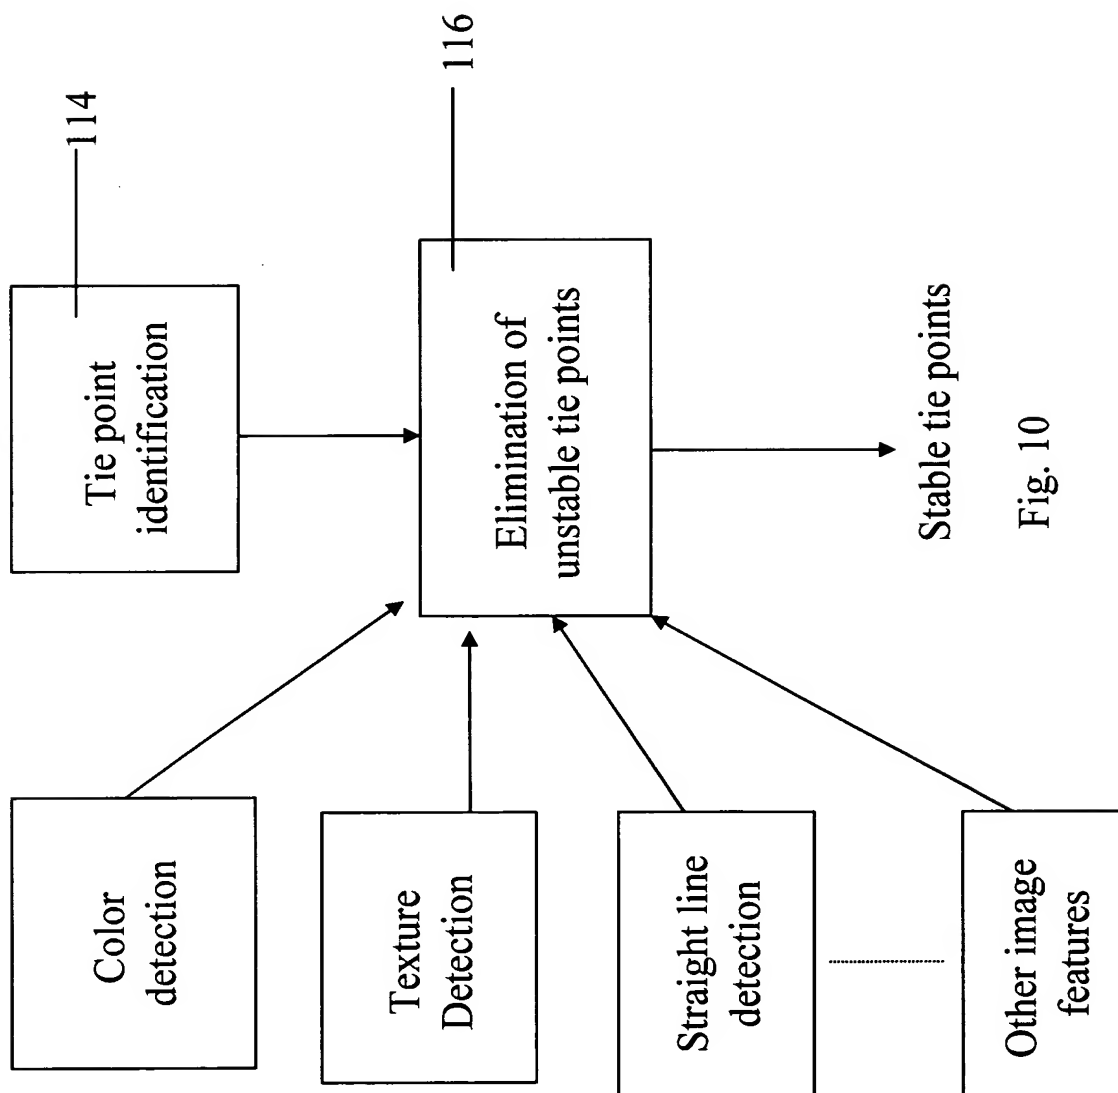 Color
detection
Texture
Detection
Straight line
detection
Other image
features
Tie point
identification
114
Elimination of
unstable tie points
116
Stable tie points
Fig. 10